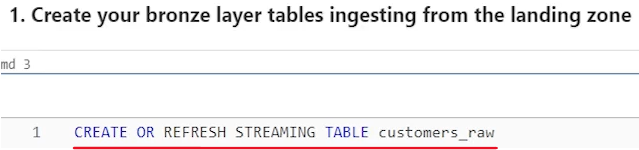 1. Create your bronze layer tables ingesting from the landing zone
md 3
1 CREATE OR REFRESH STREAMING TABLE customers_raw